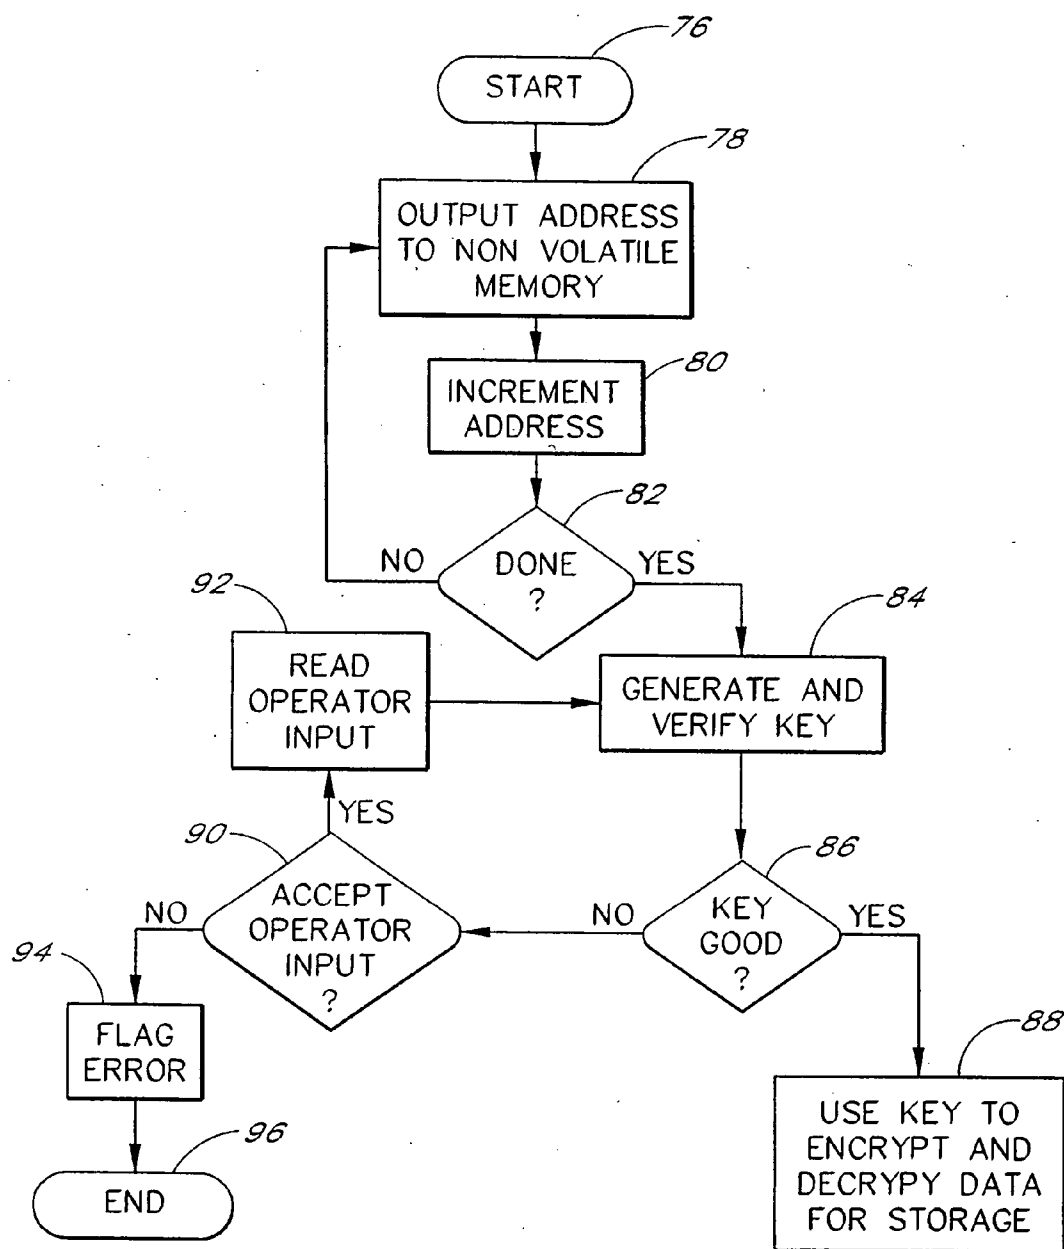 76
START
78
OUTPUT ADDRESS
TO NON VOLATILE
MEMORY
80
INCREMENT
ADDRESS
82
DONE
?
NO
YES
92
READ
OPERATOR
INPUT
84
GENERATE AND
VERIFY KEY
YES
90
ACCEPT
OPERATOR
INPUT
?
NO
86
KEY
GOOD
?
NO
YES
94
FLAG
ERROR
88
USE KEY TO
ENCRYPT AND
DECRYPY DATA
FOR STORAGE
96
END